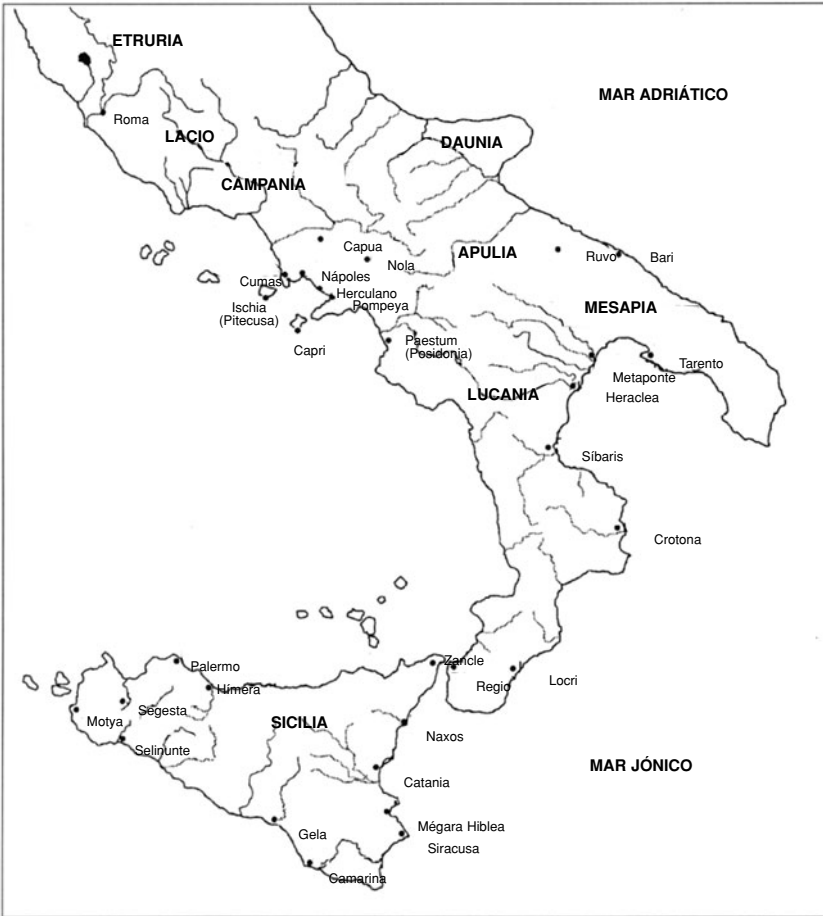 ETRURIA
MAR ADRIÁTICO
Roma
LACIO
DAUNIA
CAMPANIA
Capua
APULIA
Nola
Ruvo
Bari
Cumas
Nápoles
Herculano
Pompeya
Ischia
(Pitecusa)
MESAPIA
Capri
Paestum
(Posidonia)
Tarento
Metaponte
LUCANIA
Heraclea
Síbaris
Crotona
Zancle
Palermo
Regio
Locri
Hímera
Segesta
Motya
SICILIA
Naxos
Selinunte
MAR JÓNICO
Catania
Mégara Hiblea
Gela
Siracusa
Camarina